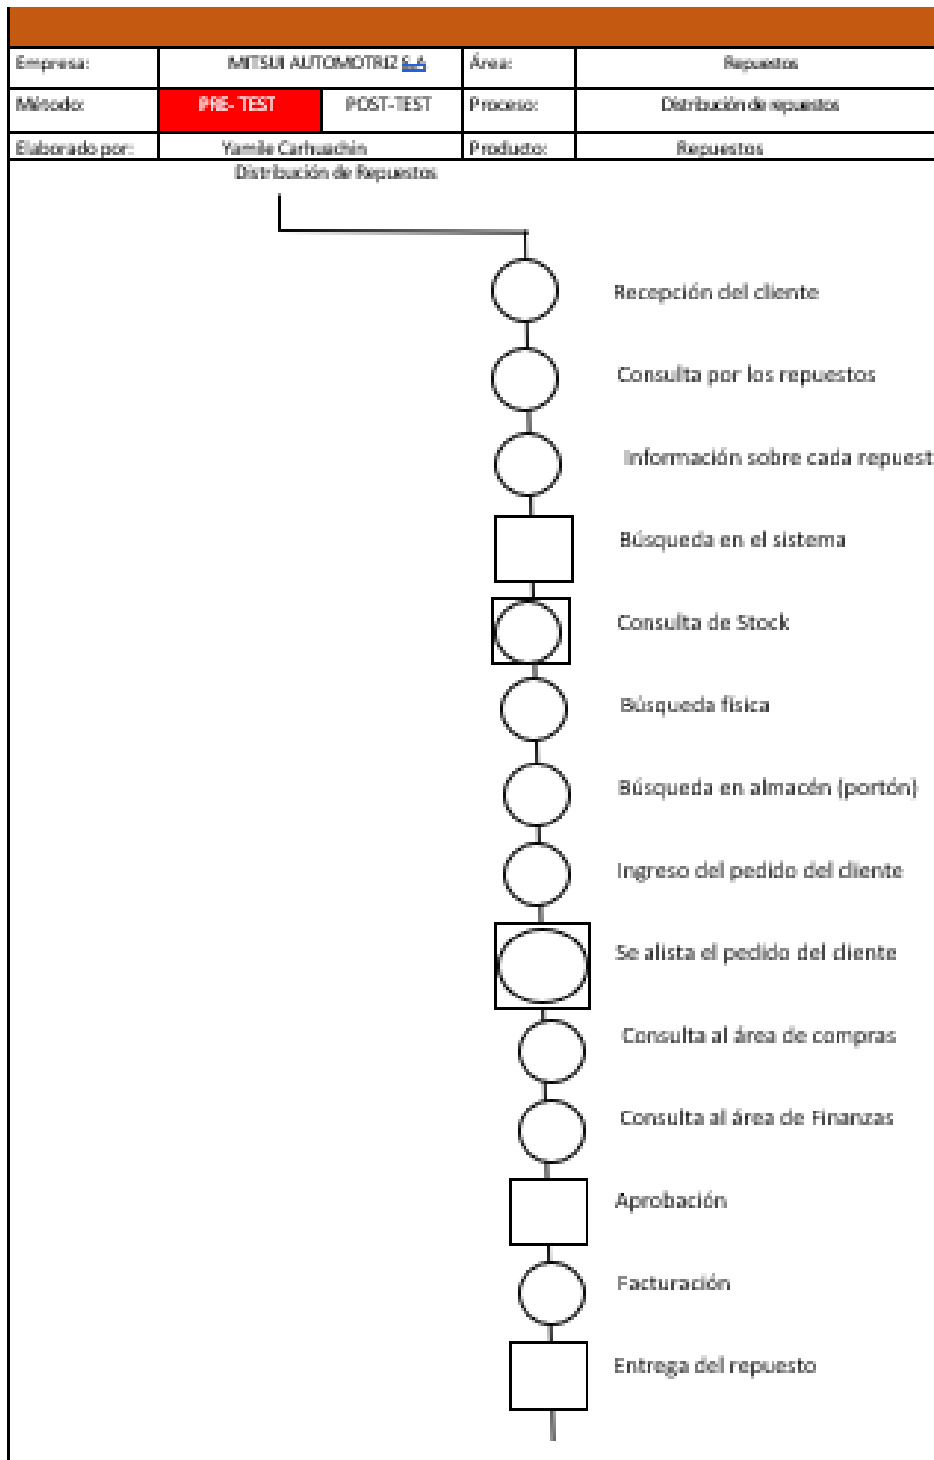 Empresa: MITSUI AUTOMOTRIZ S.A Área: Repuestos
Método: PRE- TEST POST-TEST Proceso: Distribución de repuestos
Elaborado por: Yamile Carhuachin Producto: Repuestos
Distribución de Repuestos
Recepción del cliente
Consulta por los repuestos
Información sobre cada repuest
Búsqueda en el sistema
Consulta de Stock
Búsqueda física
Búsqueda en almacén (portón)
Ingreso del pedido del cliente
Se alista el pedido del cliente
Consulta al área de compras
Consulta al área de Finanzas
Aprobación
Facturación
Entrega del repuesto